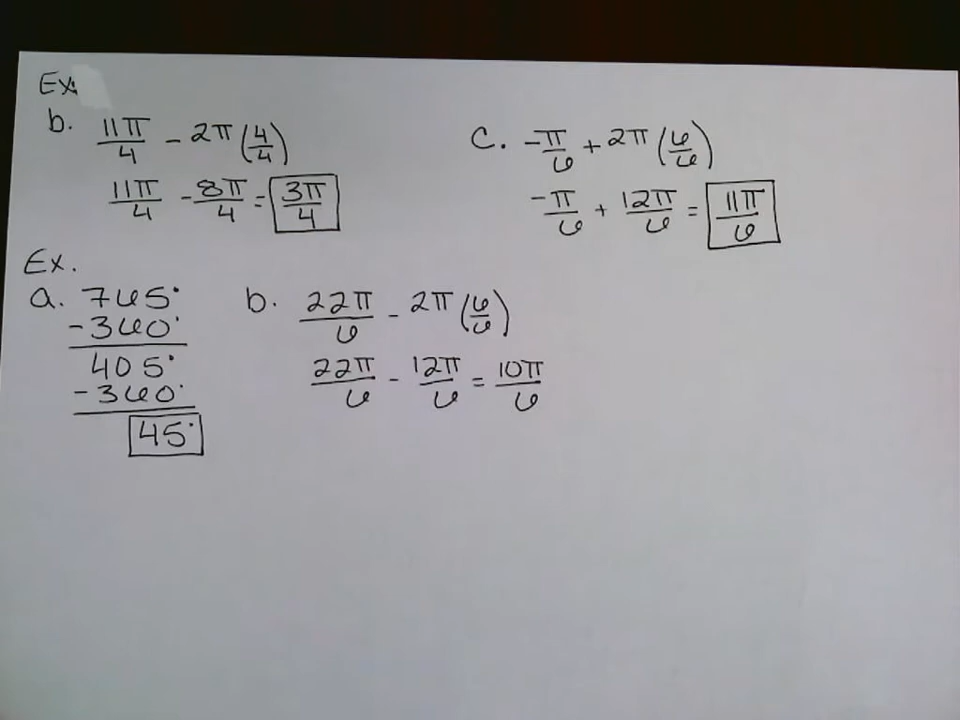 Ex.
b. 11π/4 - 2π(4/4)
11π/4 - 8π/4 = 3π/4
c. -π/6 + 2π(6/6)
-π/6 + 12π/6 = 11π/6
Ex.
a. 765°
-360°
405°
-360°
45°
b. 22π/6 - 2π(6/6)
22π/6 - 12π/6 = 10π/6